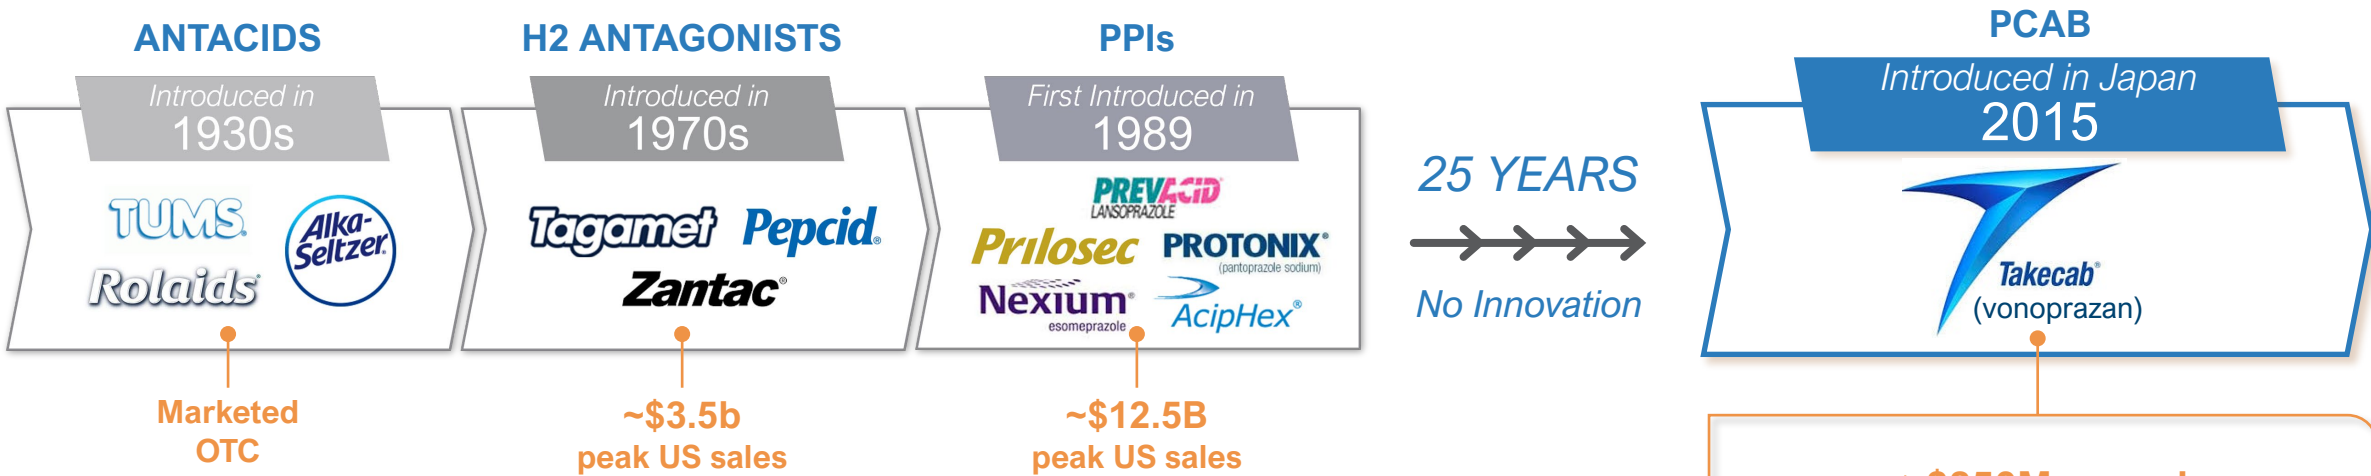 ANTACIDS
Introduced in
1930s
TUMS
Alka-
Seltzer
Rolaids
Marketed
OTC
H2 ANTAGONISTS
Introduced in
1970s
Tagamet
Pepcid
Zantac®
~$3.5b
peak US sales
PPIs
First Introduced in
1989
PREVACID
LANSOPRAZOLE
Prilosec
PROTONIX®
(pantoprazole sodium)
Nexium®
esomeprazole
AcipHex®
~$12.5B
peak US sales
25 YEARS
No Innovation
PCAB
Introduced in Japan
2015
Takecab®
(vonoprazan)